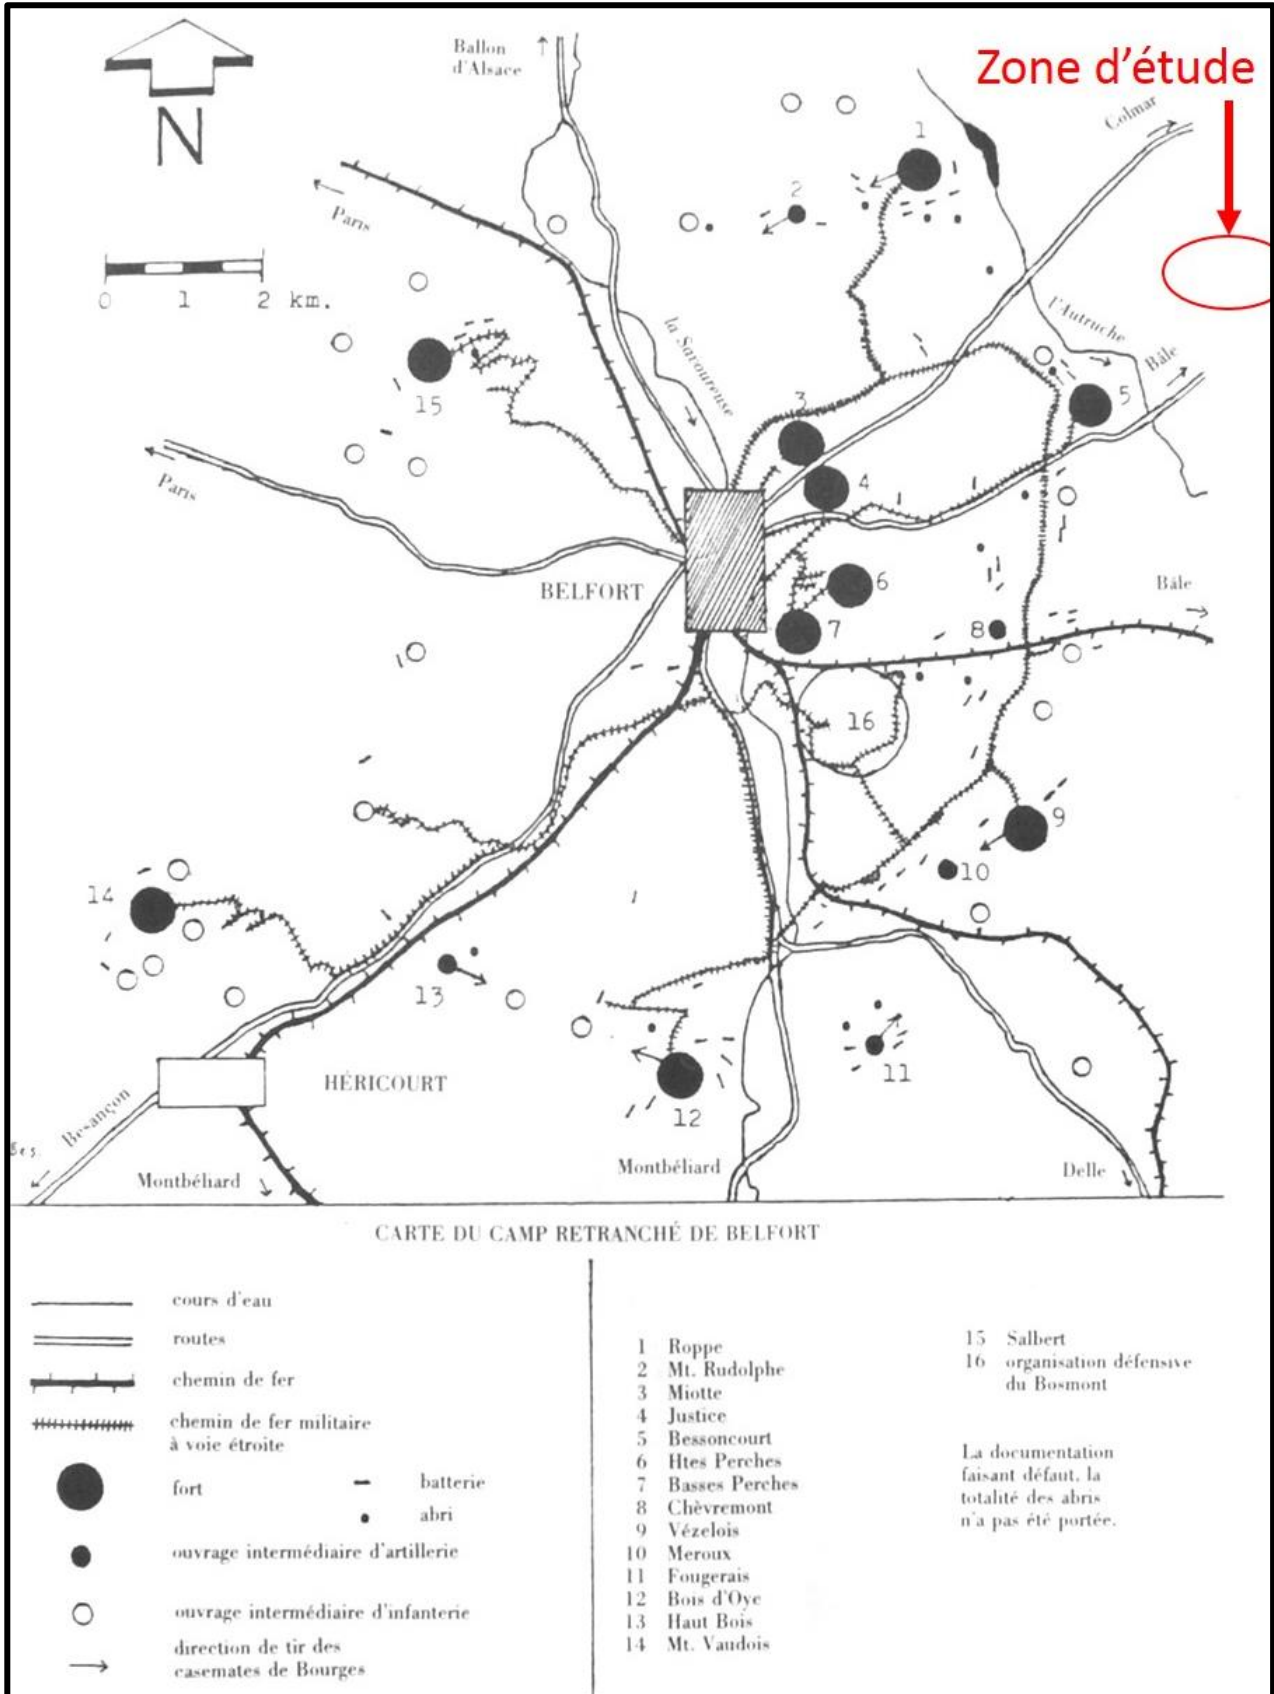 Ballon
d'Alsace
Zone d'étude
Colmar
N
1
2
Paris
0 1 2 km.
la Savoureuse
l'Autruche
Bâle
15
3
5
Paris
4
BELFORT
6
Bâle
7
8
16
9
14
10
13
HÉRICOURT
11
12
Besançon
Bes.
Montbéliard
Montbéliard
Delle
CARTE DU CAMP RETRANCHÉ DE BELFORT
cours d'eau
routes
chemin de fer
chemin de fer militaire
à voie étroite
fort
batterie
abri
ouvrage intermédiaire d'artillerie
ouvrage intermédiaire d'infanterie
direction de tir des
casemates de Bourges
1 Roppe
2 Mt. Rudolphe
3 Miotte
4 Justice
5 Bessoncourt
6 Htes Perches
7 Basses Perches
8 Chèvremont
9 Vézelois
10 Meroux
11 Fougerais
12 Bois d'Oye
13 Haut Bois
14 Mt. Vaudois
15 Salbert
16 organisation défensive
du Bosmont
La documentation
faisant défaut, la
totalité des abris
n'a pas été portée.